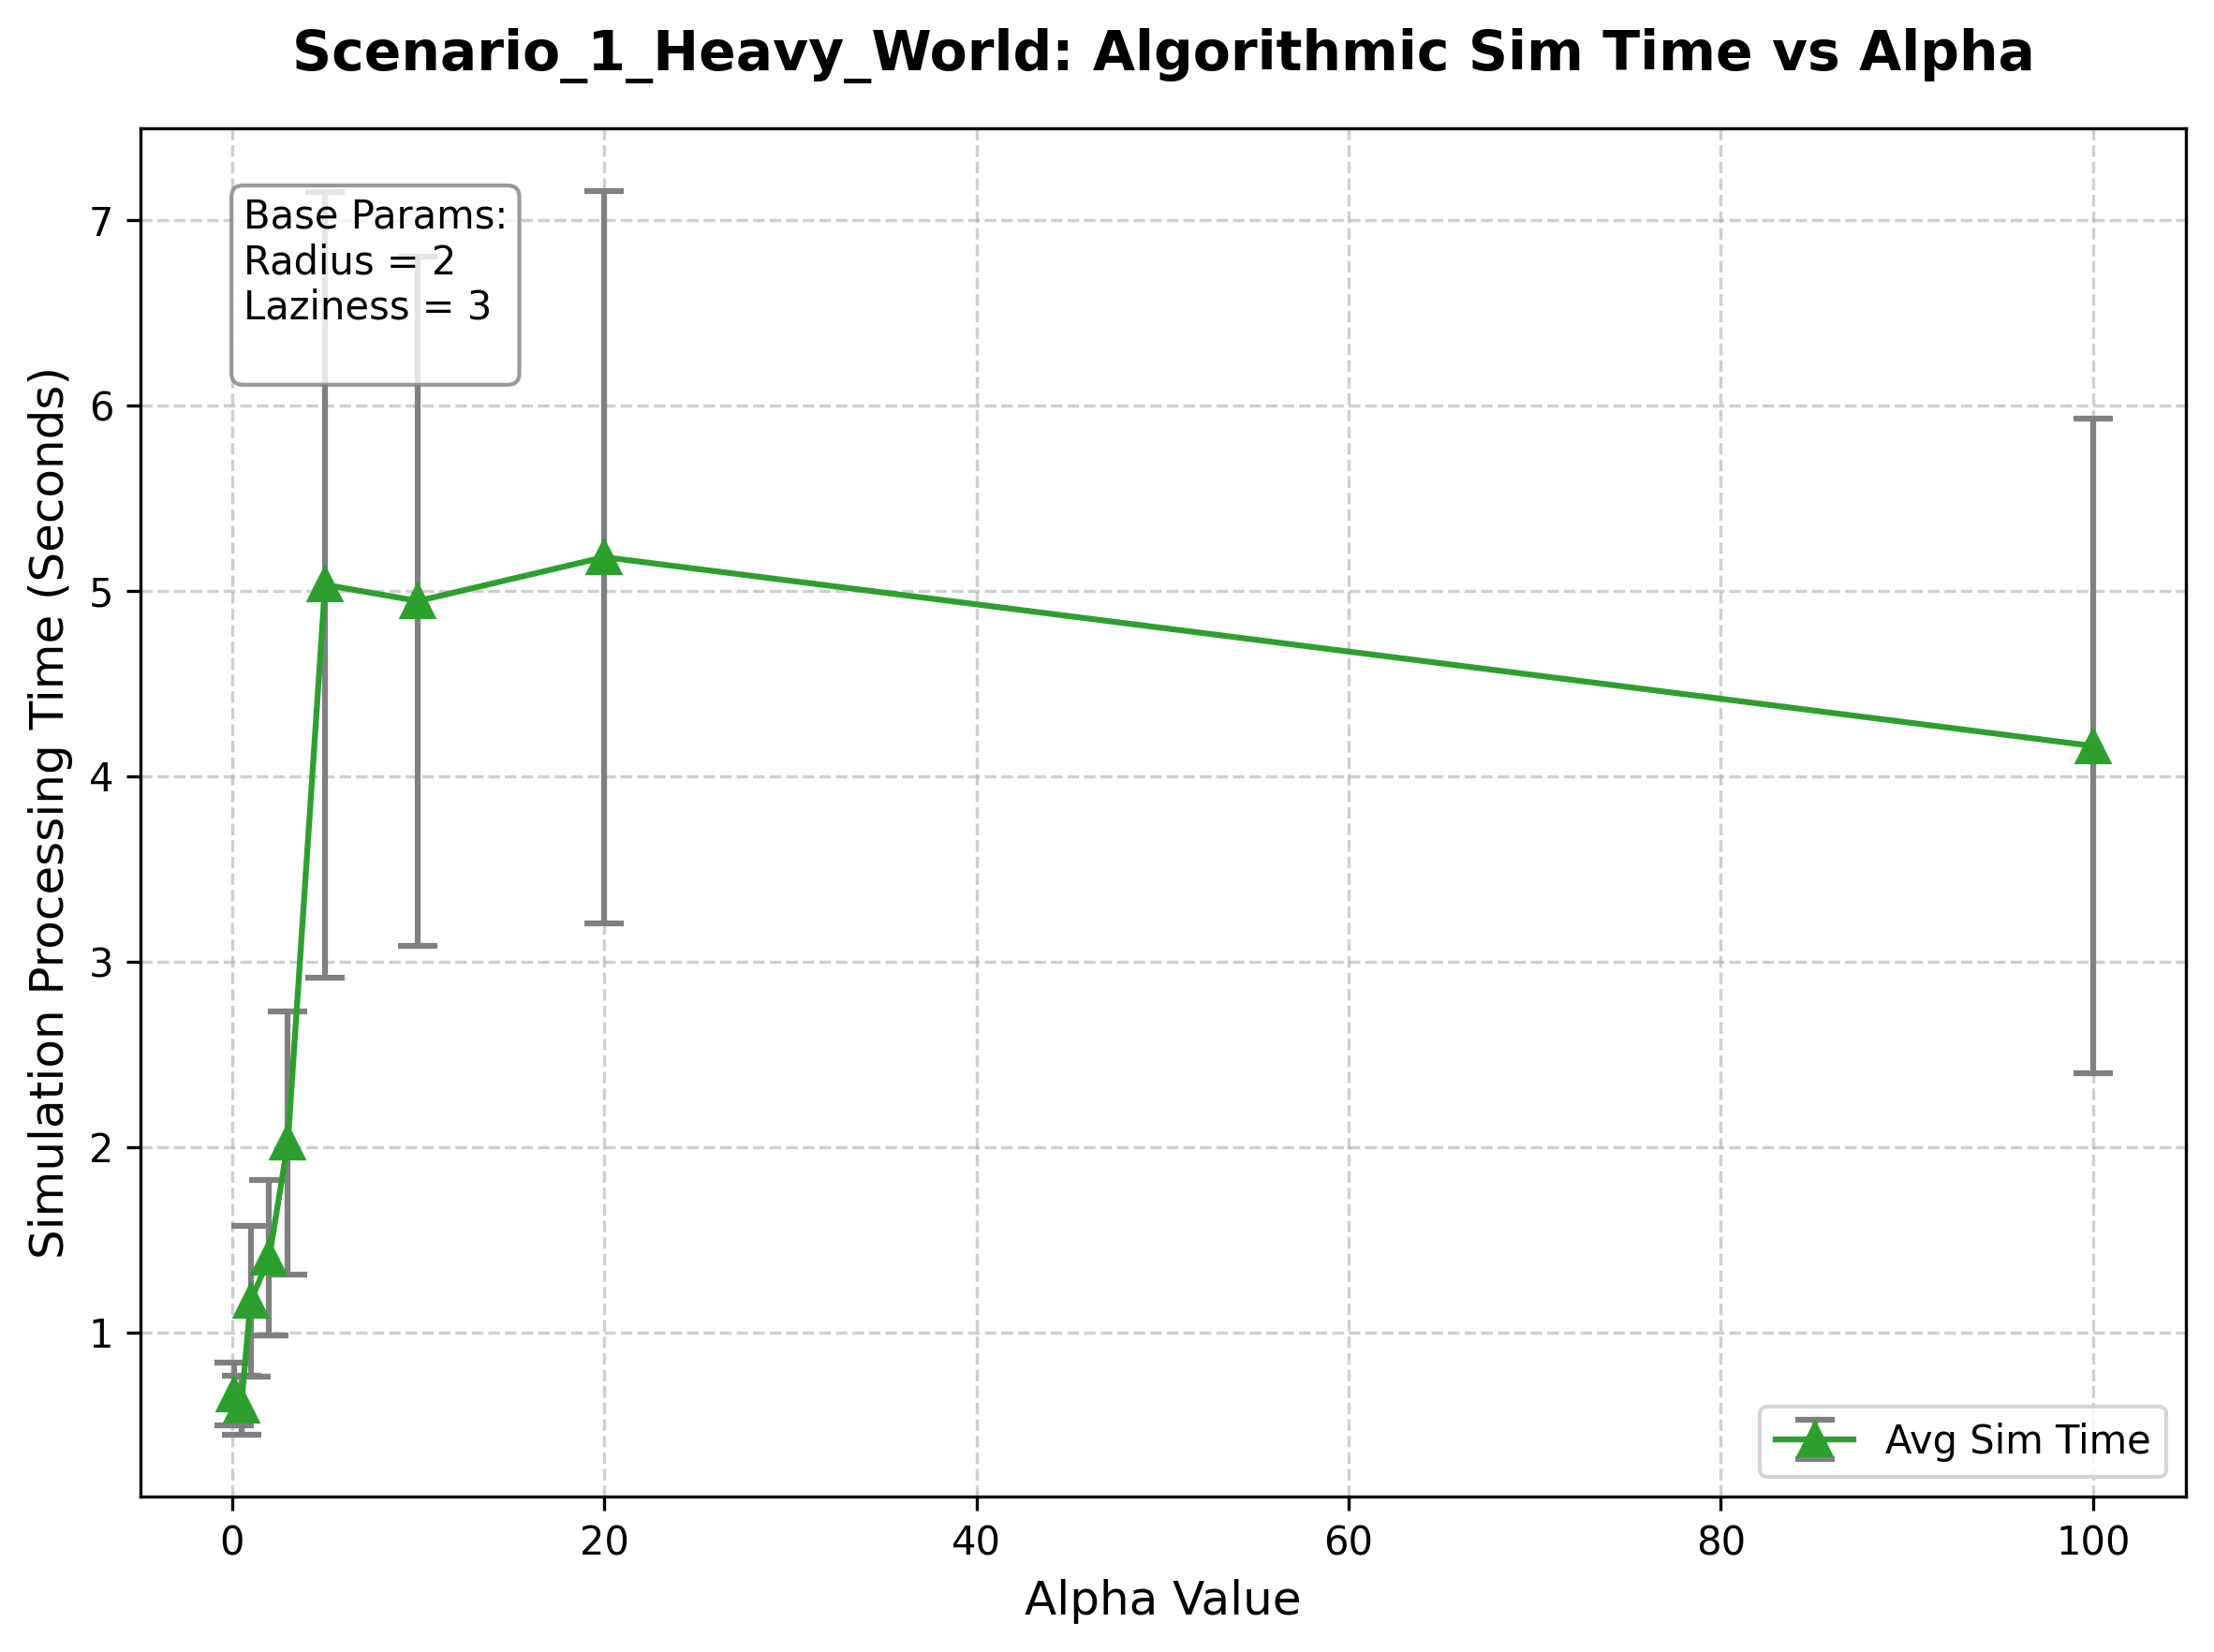 Scenario_1_Heavy_World: Algorithmic Sim Time vs Alpha
Base Params:
Radius = 2
Laziness = 3
Simulation Processing Time (Seconds)
7
6
5
4
3
2
1
Avg Sim Time
0 20 40 60 80 100
Alpha Value